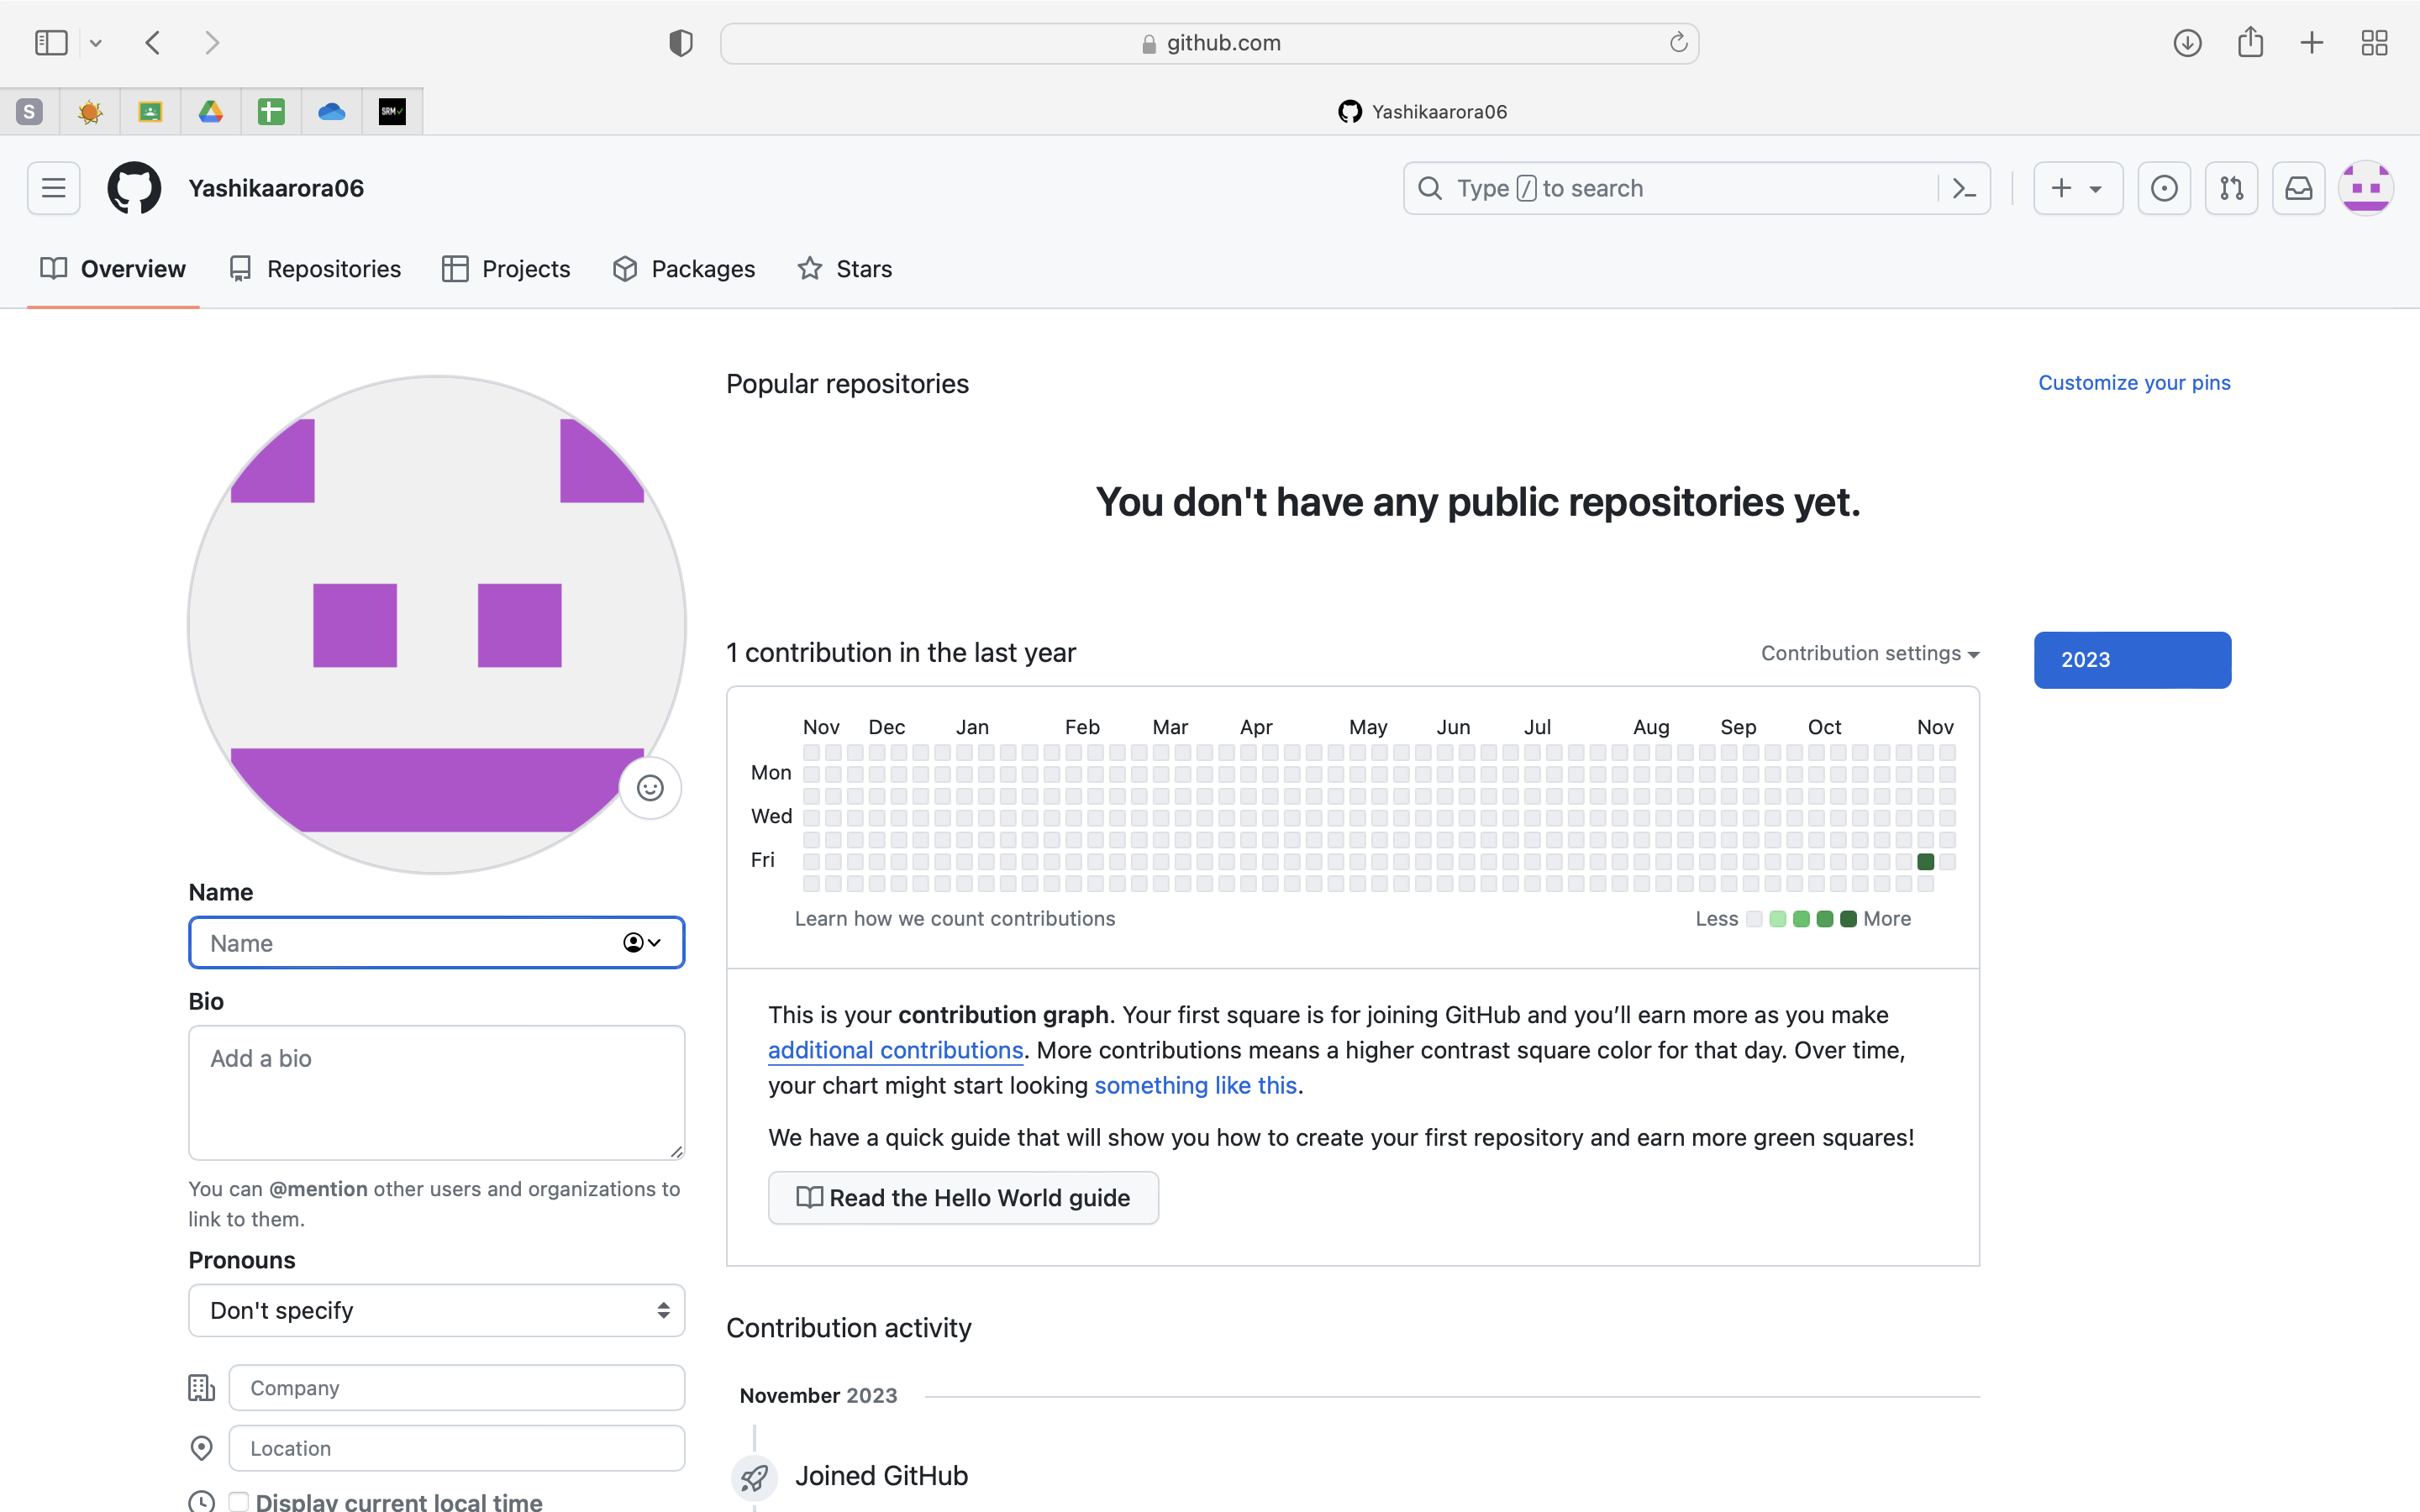 github.com
S
SRM
Yashikaarora06
Yashikaarora06
Type / to search
Overview
Repositories
Projects
Packages
Stars
Popular repositories
Customize your pins
You don't have any public repositories yet.
1 contribution in the last year
Contribution settings
2023
Nov Dec Jan Feb Mar Apr May Jun Jul Aug Sep Oct Nov
Mon
Wed
Fri
Learn how we count contributions
Less More
This is your contribution graph. Your first square is for joining GitHub and you’ll earn more as you make
additional contributions. More contributions means a higher contrast square color for that day. Over time,
your chart might start looking something like this.
We have a quick guide that will show you how to create your first repository and earn more green squares!
Read the Hello World guide
Contribution activity
November 2023
Joined GitHub
Name
Name
Bio
Add a bio
You can @mention other users and organizations to
link to them.
Pronouns
Don't specify
Company
Location
Display current local time